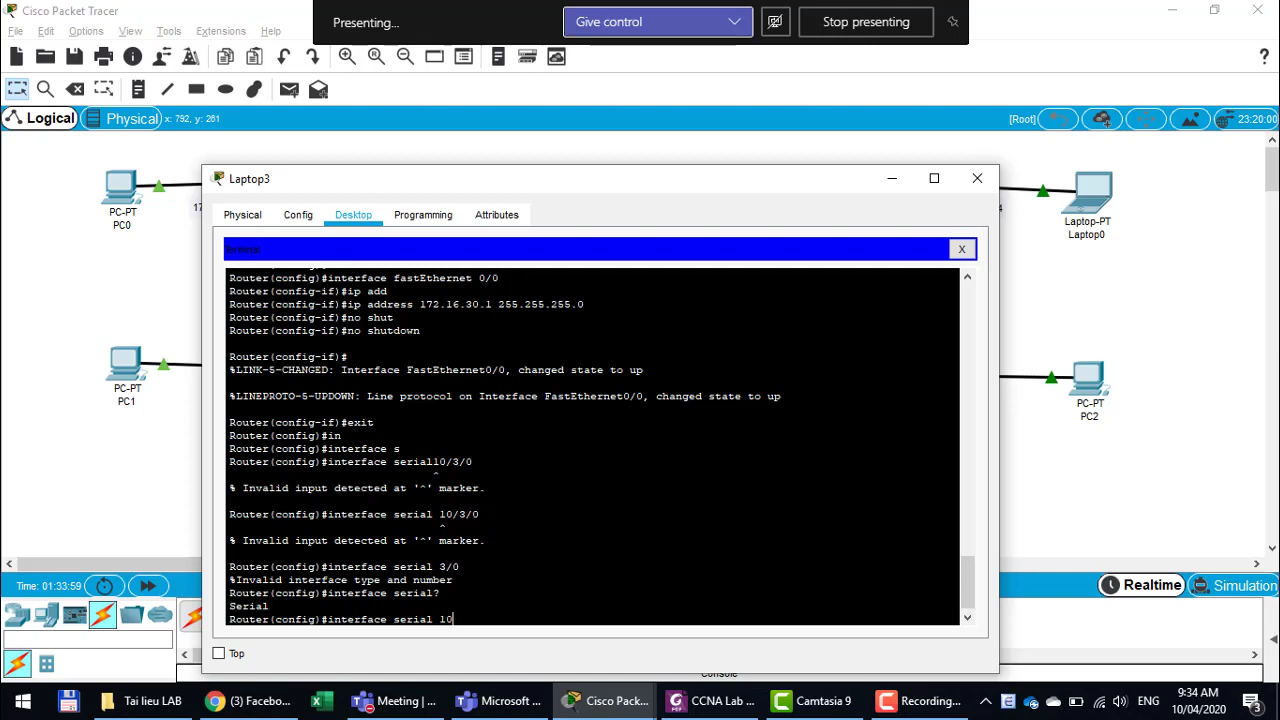 Cisco Packet Tracer
Presenting...
Give control
Stop presenting
File Edit Options View Tools Extensions Help
Logical
Physical x: 792, y: 261
[Root]
23:20:00
PC-PT
PC0
17
4
Laptop-PT
Laptop0
PC-PT
PC1
PC-PT
PC2
Laptop3
Physical Config Desktop Programming Attributes
Terminal
X
Router(config)#interface fastEthernet 0/0
Router(config-if)#ip add
Router(config-if)#ip address 172.16.30.1 255.255.255.0
Router(config-if)#no shut
Router(config-if)#no shutdown
Router(config-if)#
%LINK-5-CHANGED: Interface FastEthernet0/0, changed state to up
%LINEPROTO-5-UPDOWN: Line protocol on Interface FastEthernet0/0, changed state to up
Router(config-if)#exit
Router(config)#in
Router(config)#interface s
Router(config)#interface serial10/3/0
^
% Invalid input detected at '^' marker.
Router(config)#interface serial 10/3/0
^
% Invalid input detected at '^' marker.
Router(config)#interface serial 3/0
%Invalid interface type and number
Router(config)#interface serial?
Serial
Router(config)#interface serial 10
Top
Time: 01:33:59
Realtime
Simulation
Console
Tai lieu LAB
(3) Facebo...
Meeting | ...
Microsoft ...
Cisco Pack...
CCNA Lab ...
Camtasia 9
Recording...
ENG
9:34 AM
10/04/2020
3